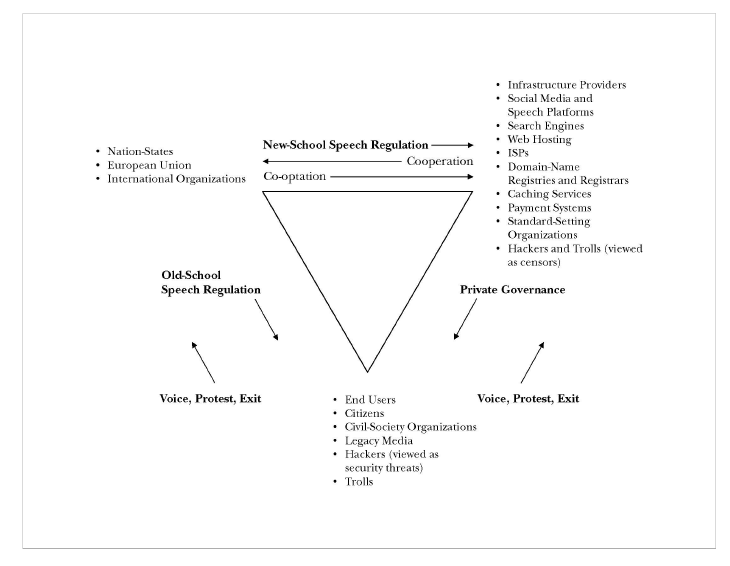 • Infrastructure Providers
• Social Media and
Speech Platforms
• Search Engines
• Web Hosting
• ISPs
• Domain-Name
Registries and Registrars
• Caching Services
• Payment Systems
• Standard-Setting
Organizations
• Hackers and Trolls (viewed
as censors)
• Nation-States
• European Union
• International Organizations
New-School Speech Regulation
Cooperation
Co-optation
Old-School
Speech Regulation
Private Governance
Voice, Protest, Exit
• End Users
• Citizens
• Civil-Society Organizations
• Legacy Media
• Hackers (viewed as
security threats)
• Trolls
Voice, Protest, Exit